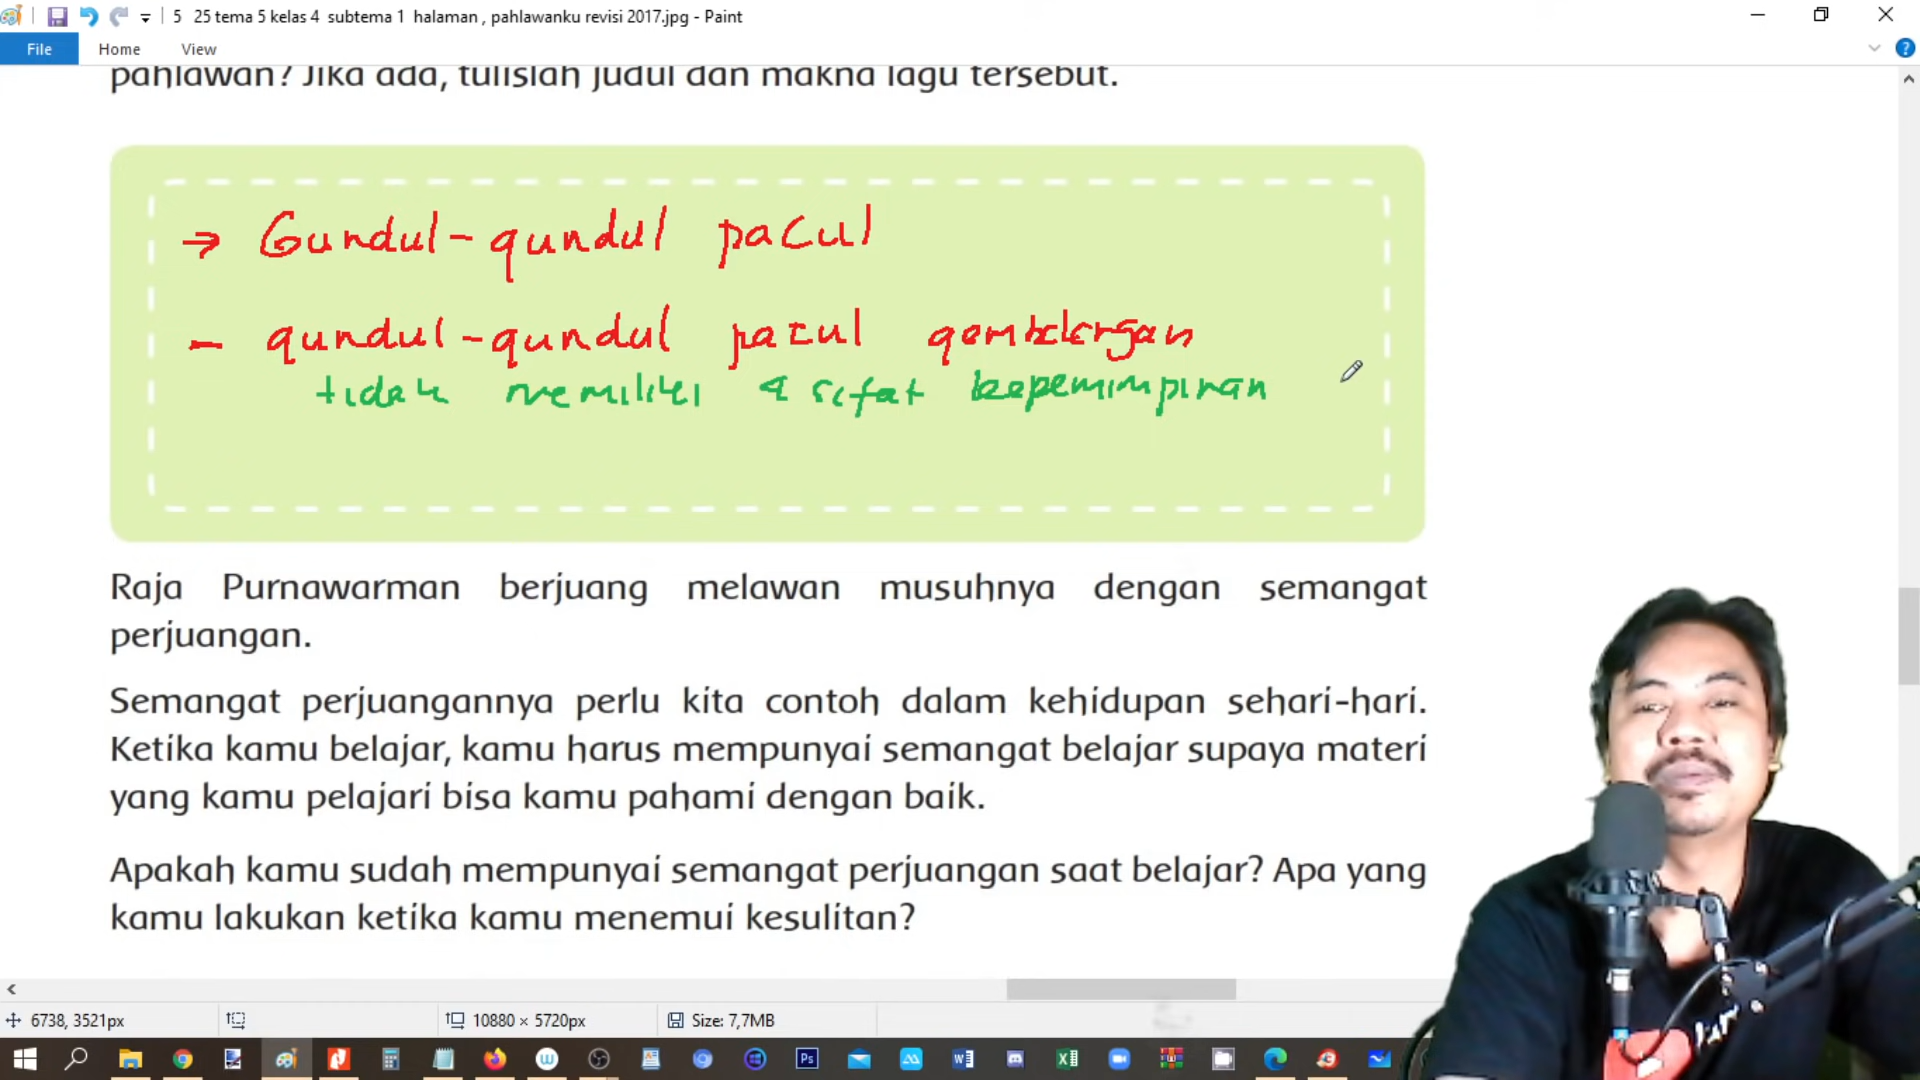 5 25 tema 5 kelas 4 subtema 1 halaman , pahlawanku revisi 2017.jpg - Paint
File Home View
pahlawan? Jika ada, tulislah judul dan makna lagu tersebut.
→ Gundul-gundul pacul
- gundul-gundul pacul gembelengan
tidak memiliki 4 sifat kepemimpinan
Raja Purnawarman berjuang melawan musuhnya dengan semangat
perjuangan.
Semangat perjuangannya perlu kita contoh dalam kehidupan sehari-hari.
Ketika kamu belajar, kamu harus mempunyai semangat belajar supaya materi
yang kamu pelajari bisa kamu pahami dengan baik.
Apakah kamu sudah mempunyai semangat perjuangan saat belajar? Apa yang
kamu lakukan ketika kamu menemui kesulitan?
6738, 3521px 10880 × 5720px Size: 7,7MB